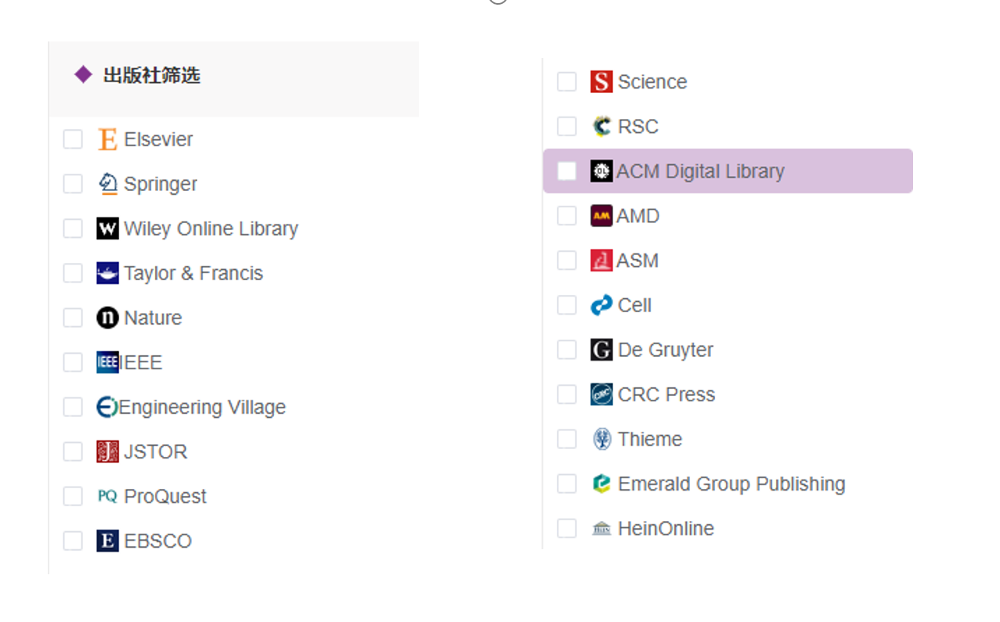 出版社筛选
Elsevier
Springer
Wiley Online Library
Taylor & Francis
Nature
IEEE
Engineering Village
JSTOR
ProQuest
EBSCO
Science
RSC
ACM Digital Library
AMD
ASM
Cell
De Gruyter
CRC Press
Thieme
Emerald Group Publishing
HeinOnline